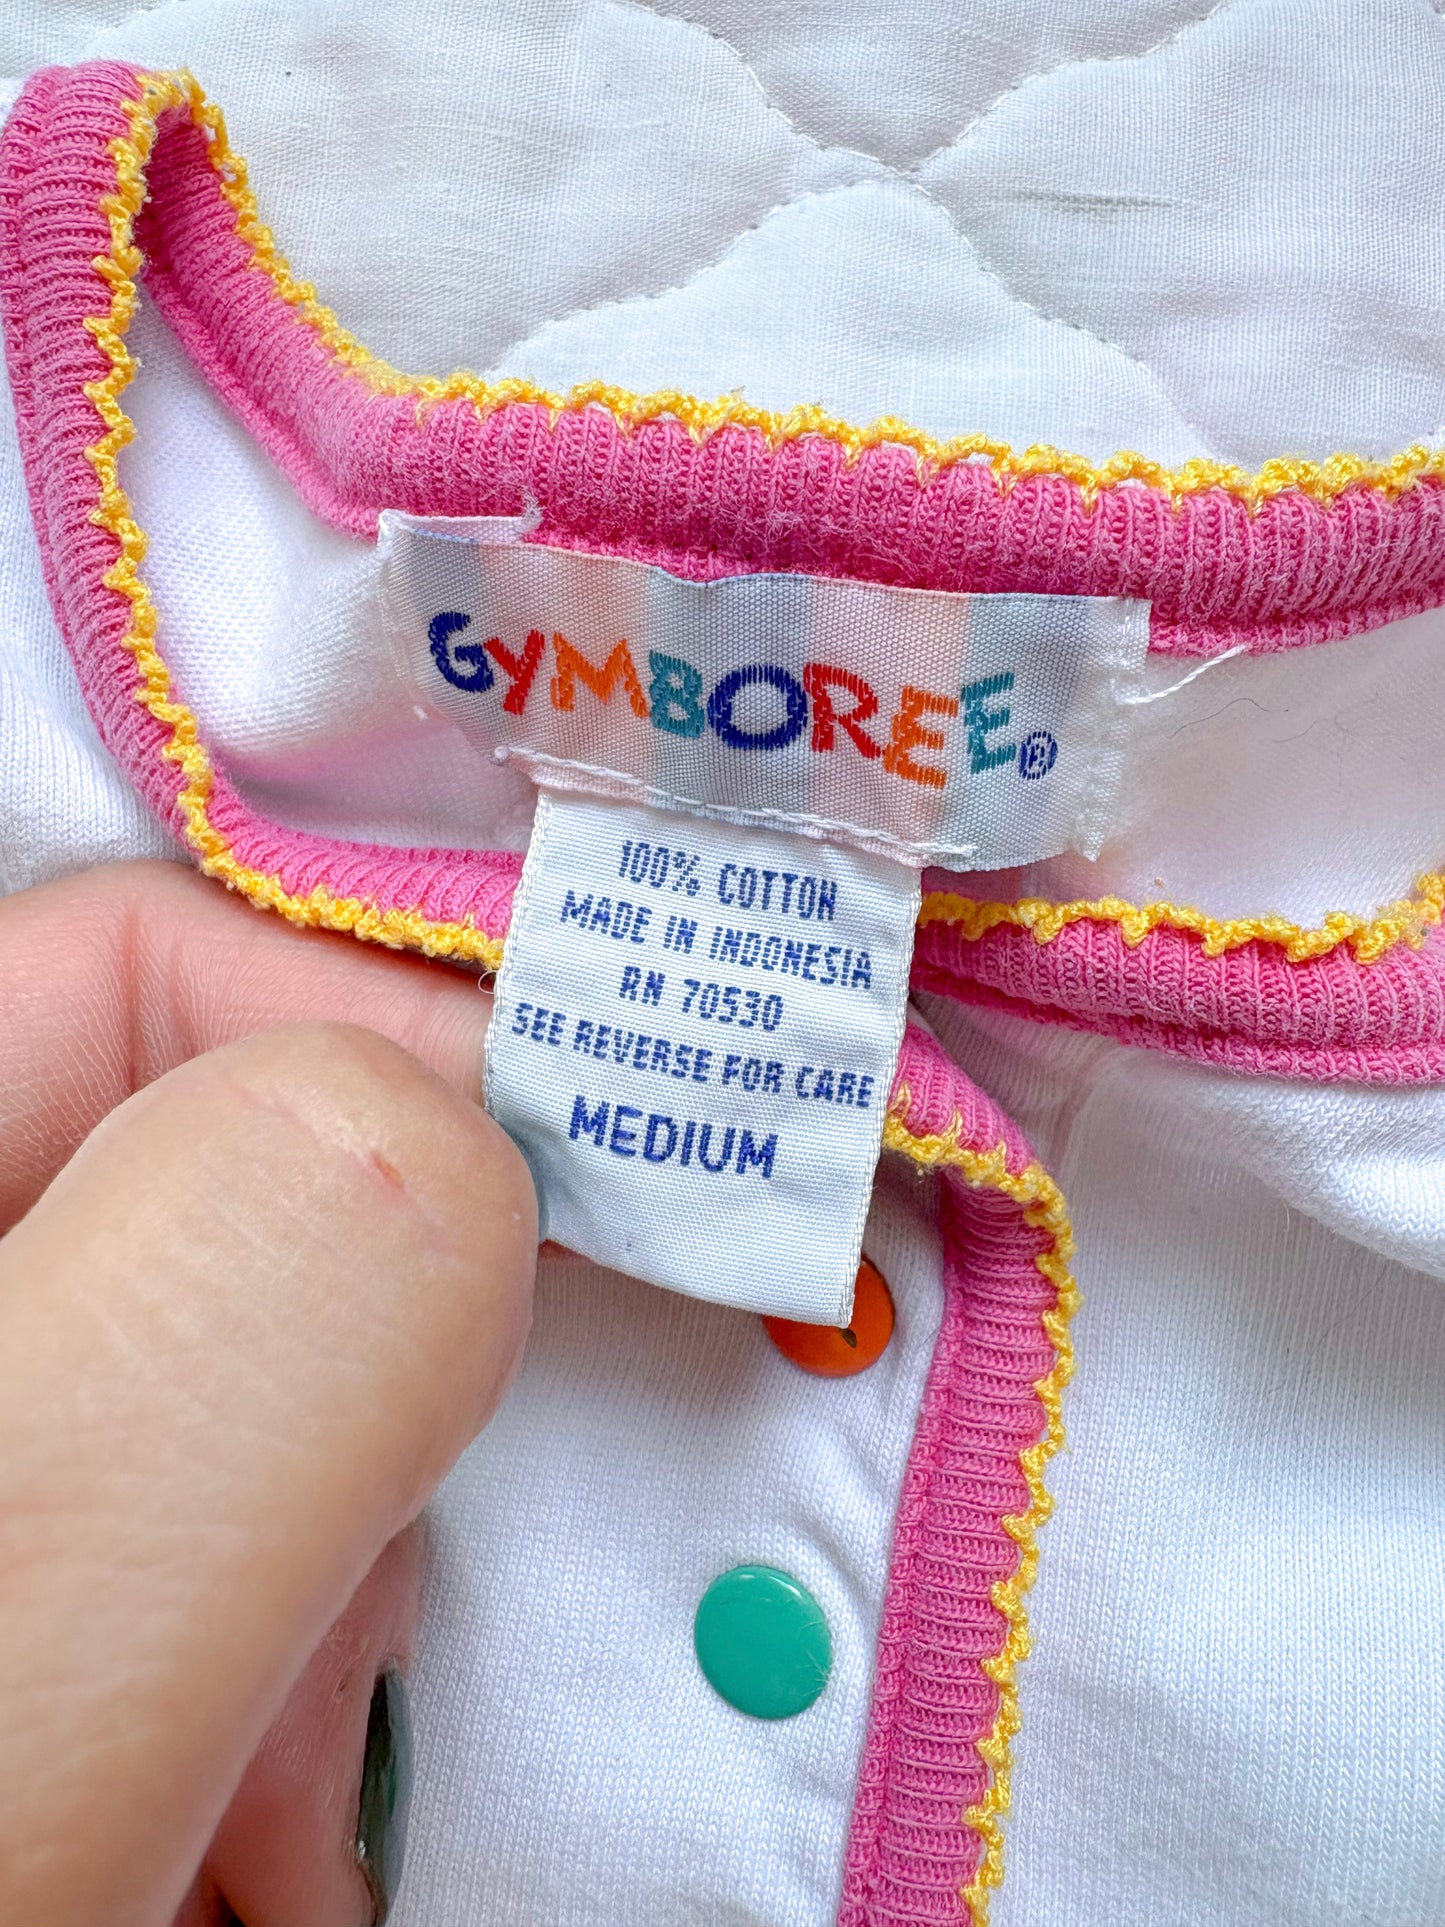 GYMBOREE®
100% COTTON
MADE IN INDONESIA
RN 70530
SEE REVERSE FOR CARE
MEDIUM